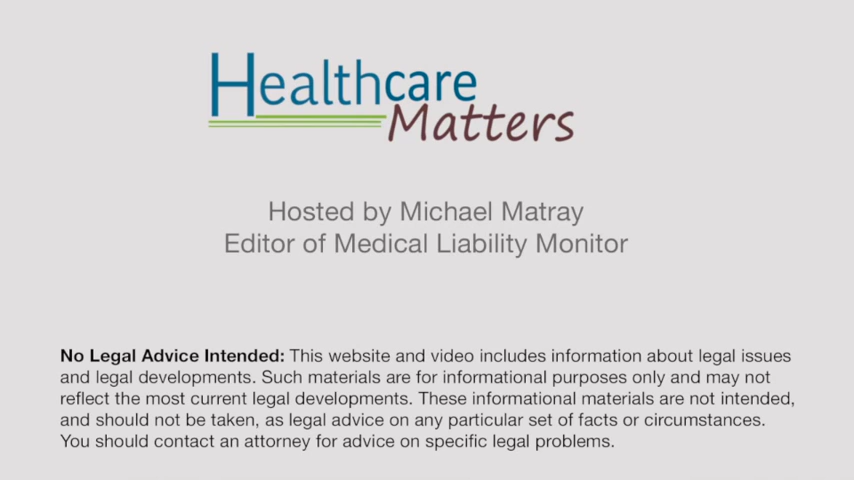 Healthcare
Matters
Hosted by Michael Matray
Editor of Medical Liability Monitor
No Legal Advice Intended: This website and video includes information about legal issues
and legal developments. Such materials are for informational purposes only and may not
reflect the most current legal developments. These informational materials are not intended,
and should not be taken, as legal advice on any particular set of facts or circumstances.
You should contact an attorney for advice on specific legal problems.